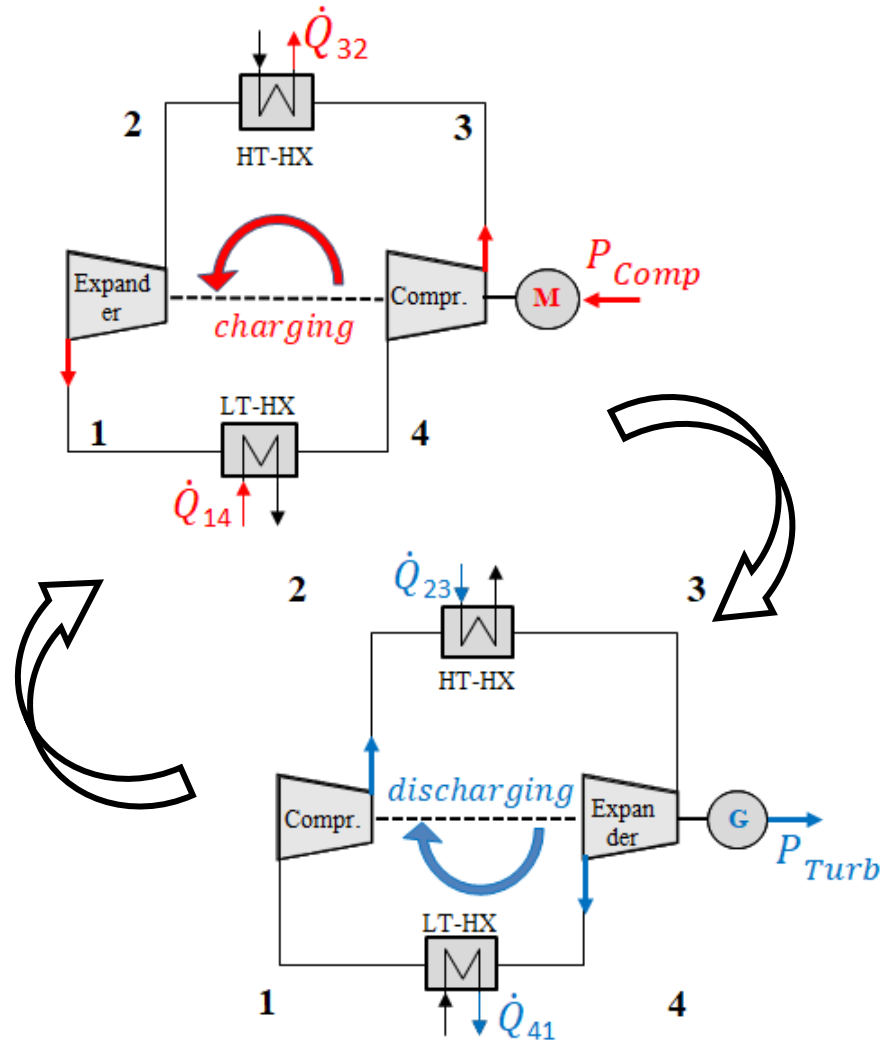 Q̇32
2
3
HT-HX
Expand
er
charging
Compr.
M
PComp
LT-HX
1
4
Q̇14
2
Q̇23
3
HT-HX
Compr.
discharging
Expan
der
G
PTurb
LT-HX
1
Q̇41
4